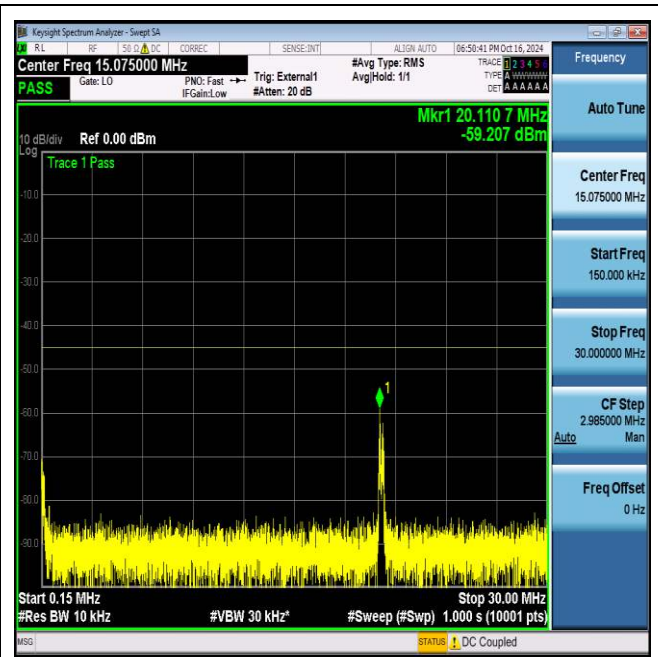 Keysight Spectrum Analyzer - Swept SA
RL RF 50 Ω DC CORREC SENSE:INT ALIGN AUTO 06:50:41 PM Oct 16, 2024
Center Freq 15.075000 MHz
PASS
Gate: LO
PNO: Fast
IFGain:Low
Trig: External1
#Atten: 20 dB
#Avg Type: RMS
Avg|Hold: 1/1
TRACE 1 2 3 4 5 6
TYPE A WWWWW
DET A A A A A A
Mkr1 20.110 7 MHz
-59.207 dBm
10 dB/div Ref 0.00 dBm
Log
Trace 1 Pass
-10.0
-20.0
-30.0
-40.0
-50.0
-60.0
-70.0
-80.0
-90.0
1
Start 0.15 MHz Stop 30.00 MHz
#Res BW 10 kHz #VBW 30 kHz* #Sweep (#Swp) 1.000 s (10001 pts)
MSG STATUS DC Coupled
Frequency
Auto Tune
Center Freq
15.075000 MHz
Start Freq
150.000 kHz
Stop Freq
30.000000 MHz
CF Step
2.985000 MHz
Auto Man
Freq Offset
0 Hz